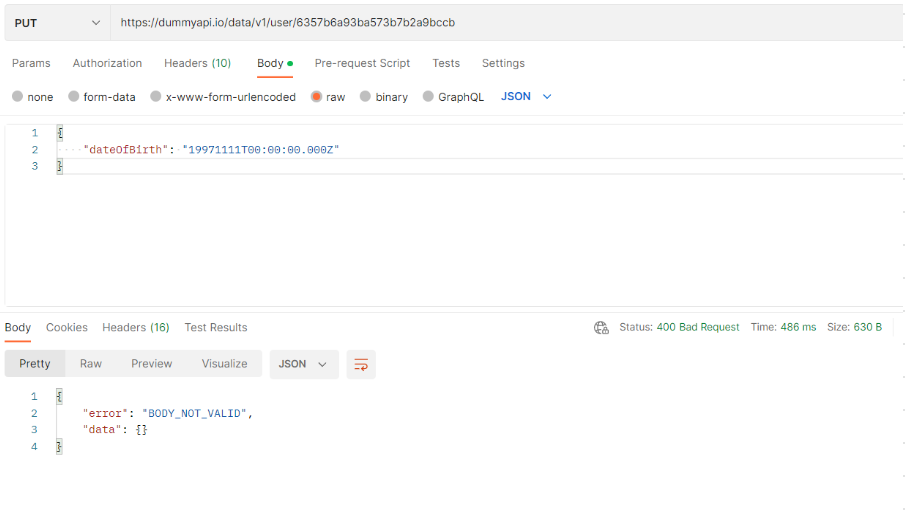 PUT https://dummyapi.io/data/v1/user/6357b6a93ba573b7b2a9bccb
Params Authorization Headers (10) Body Pre-request Script Tests Settings
none form-data x-www-form-urlencoded raw binary GraphQL JSON
1 {
2 "dateOfBirth": "19971111T00:00:00.000Z"
3 }
Body Cookies Headers (16) Test Results Status: 400 Bad Request Time: 486 ms Size: 630 B
Pretty Raw Preview Visualize JSON
1 {
2 "error": "BODY_NOT_VALID",
3 "data": {}
4 }